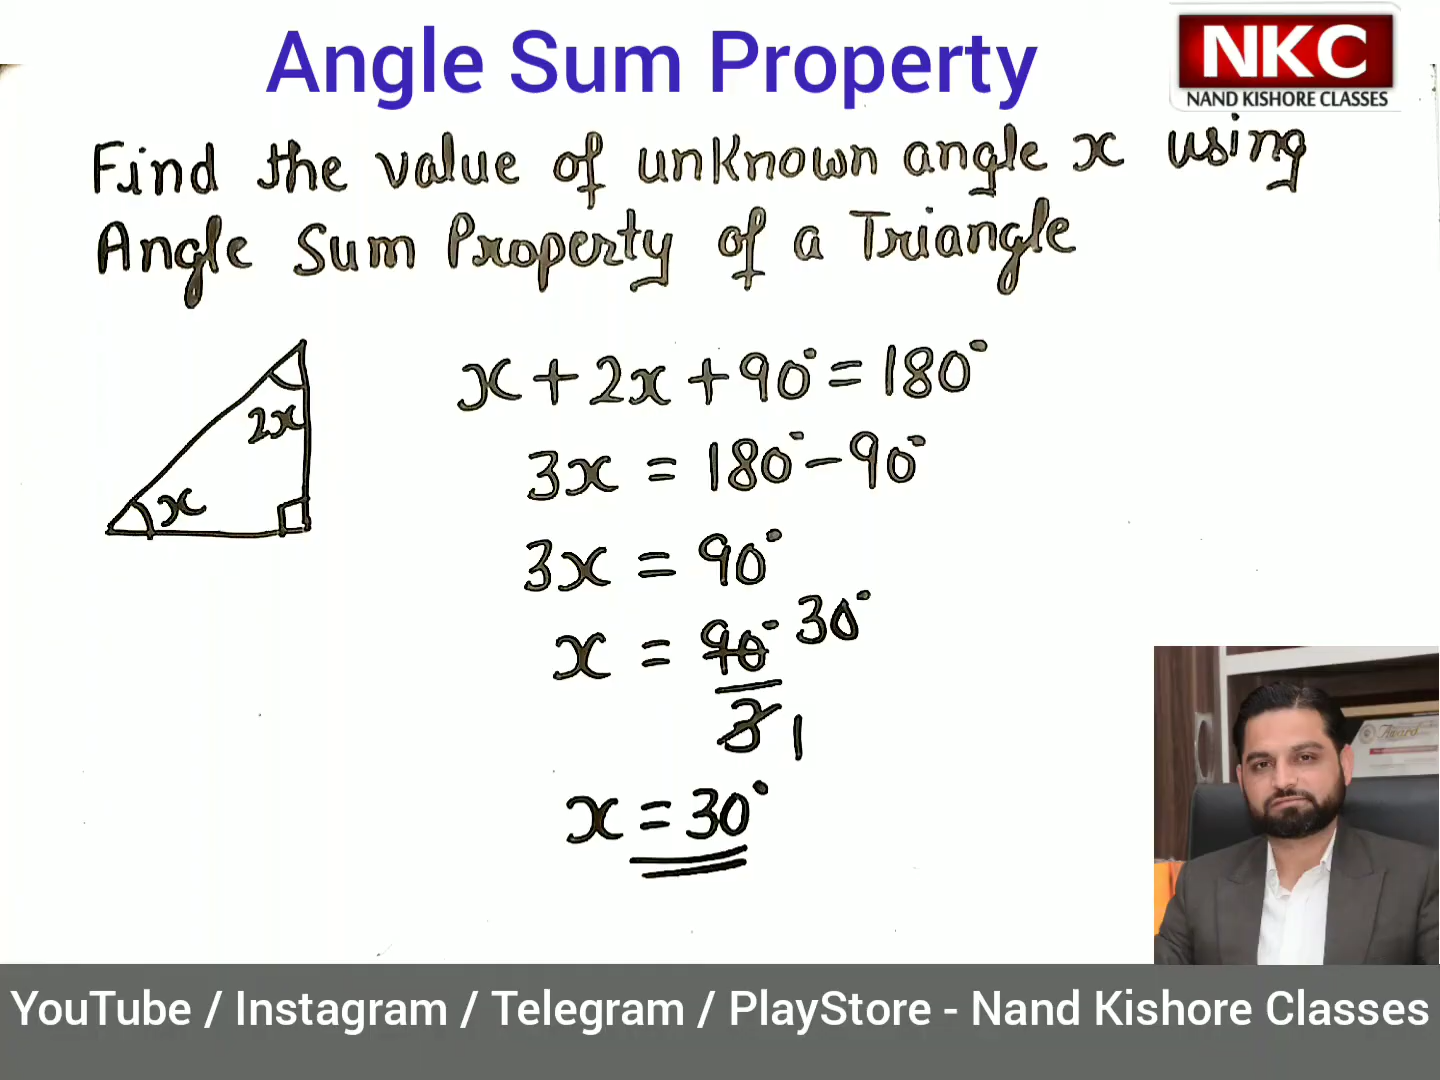 Angle Sum Property
NKC
NAND KISHORE CLASSES
Find the value of unknown angle x using
Angle Sum Property of a Triangle
2x
x
x + 2x + 90° = 180°
3x = 180° - 90°
3x = 90°
x = 90° 30°
3 1
x = 30°
Award
YouTube / Instagram / Telegram / PlayStore - Nand Kishore Classes